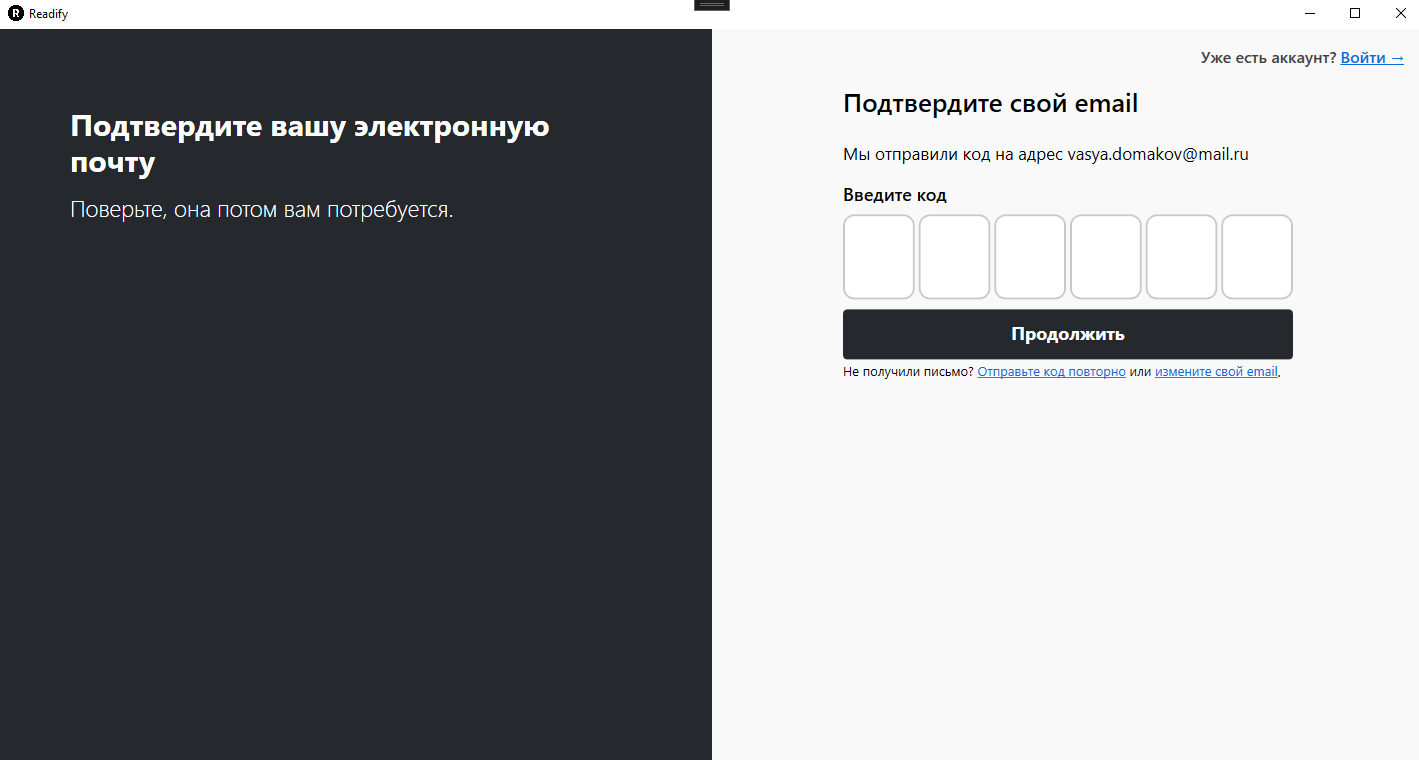 Readify
Подтвердите вашу электронную
почту
Поверьте, она потом вам потребуется.
Уже есть аккаунт? Войти →
Подтвердите свой email
Мы отправили код на адрес vasya.domakov@mail.ru
Введите код
Продолжить
Не получили письмо? Отправьте код повторно или измените свой email.